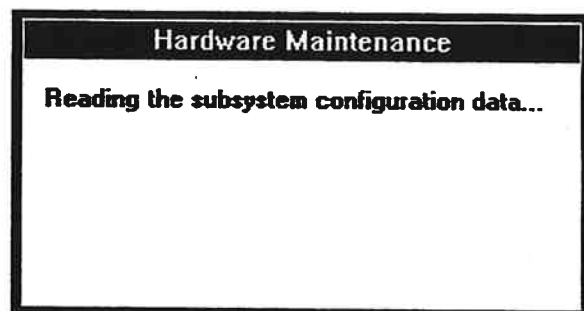 Hardware Maintenance
Reading the subsystem configuration data...